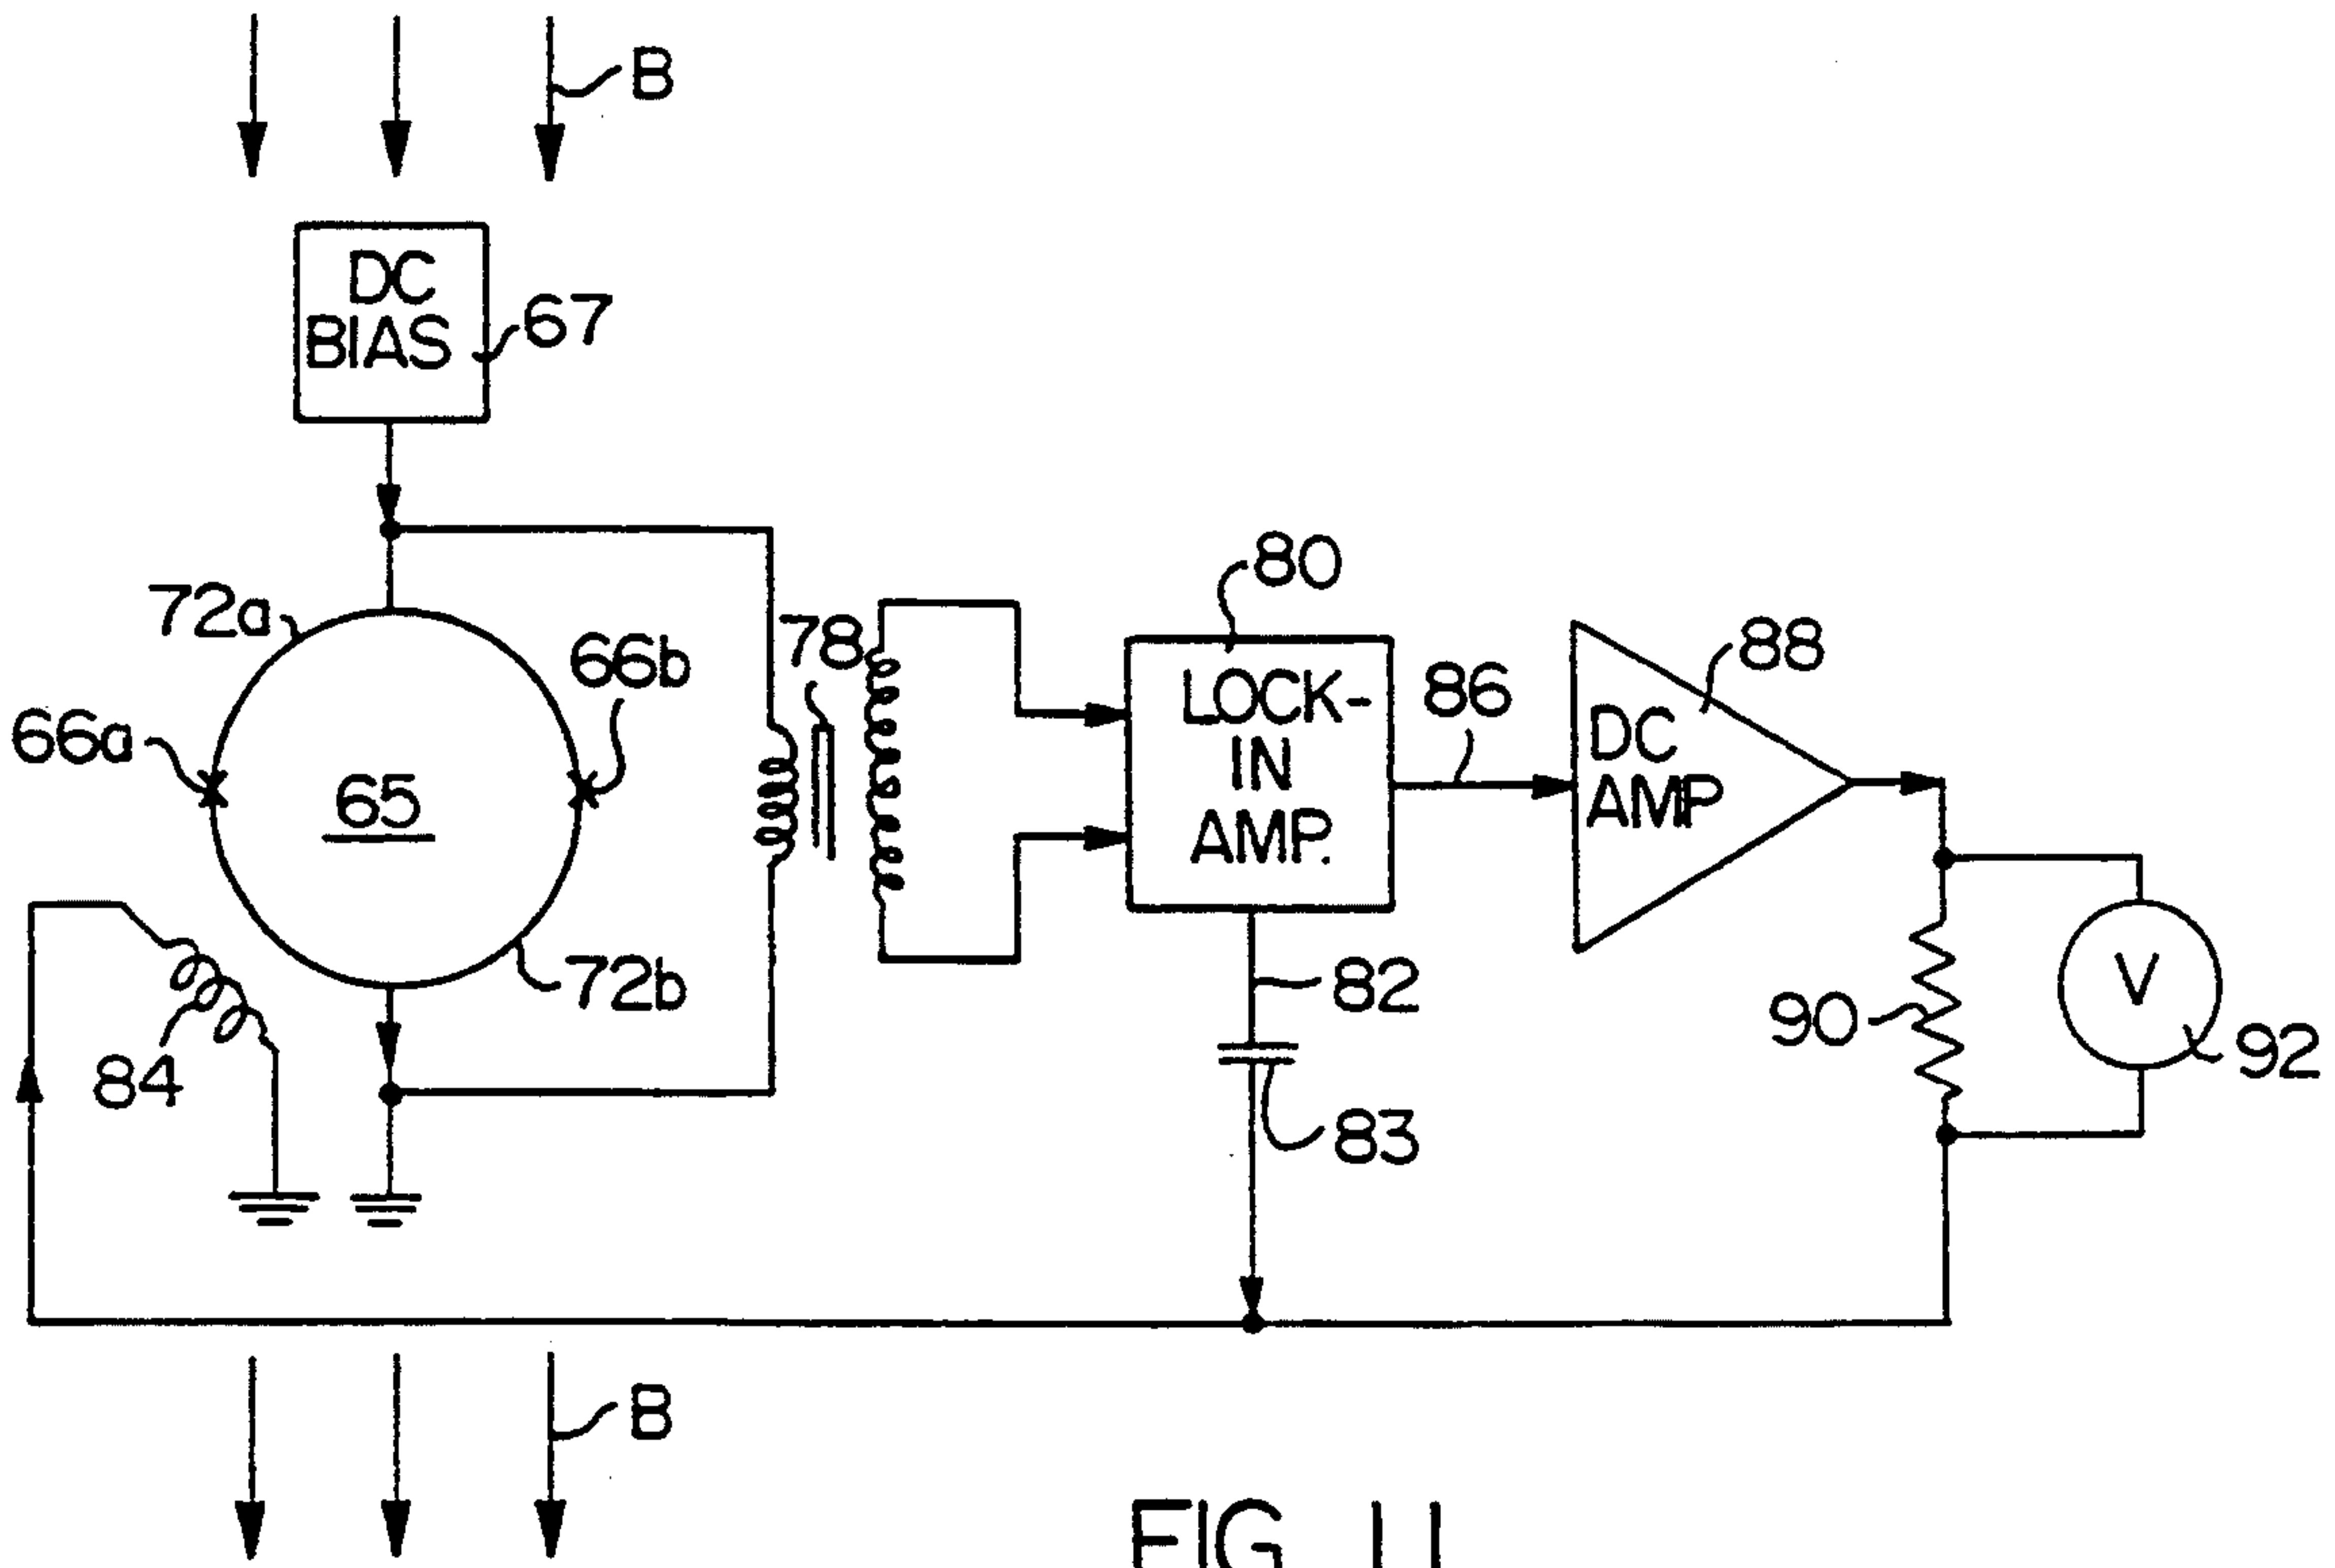 B
DC
BIAS
67
72a
78
66b
66a
65
80
LOCK-
IN
AMP.
86
88
DC
AMP
72b
84
82
83
90
V
92
B
FIG. 11